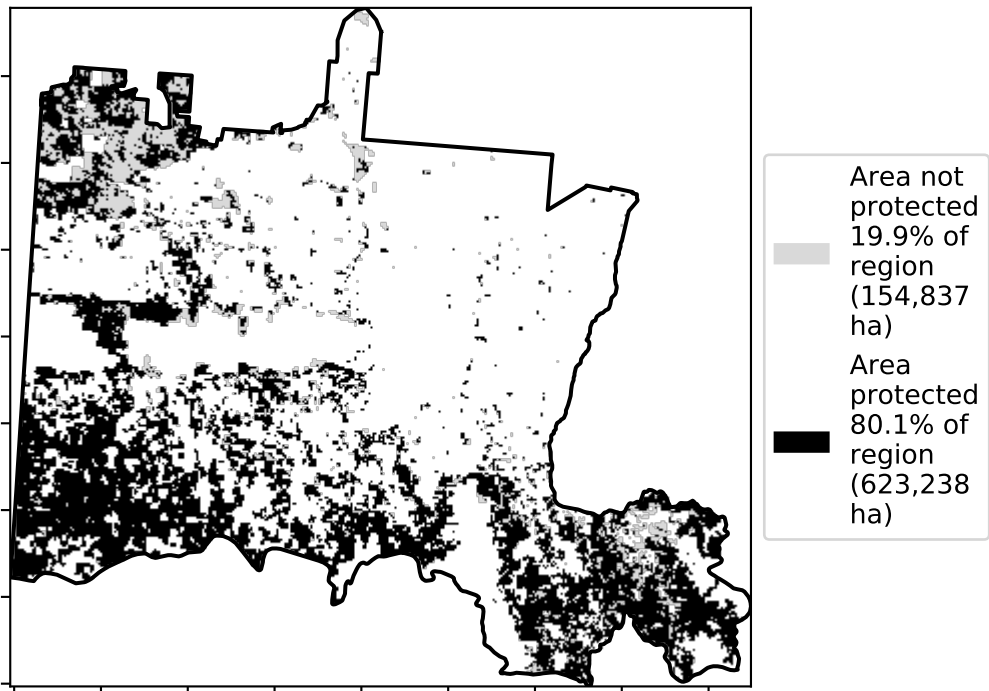 Area not
protected
19.9% of
region
(154,837
ha)
Area
protected
80.1% of
region
(623,238
ha)